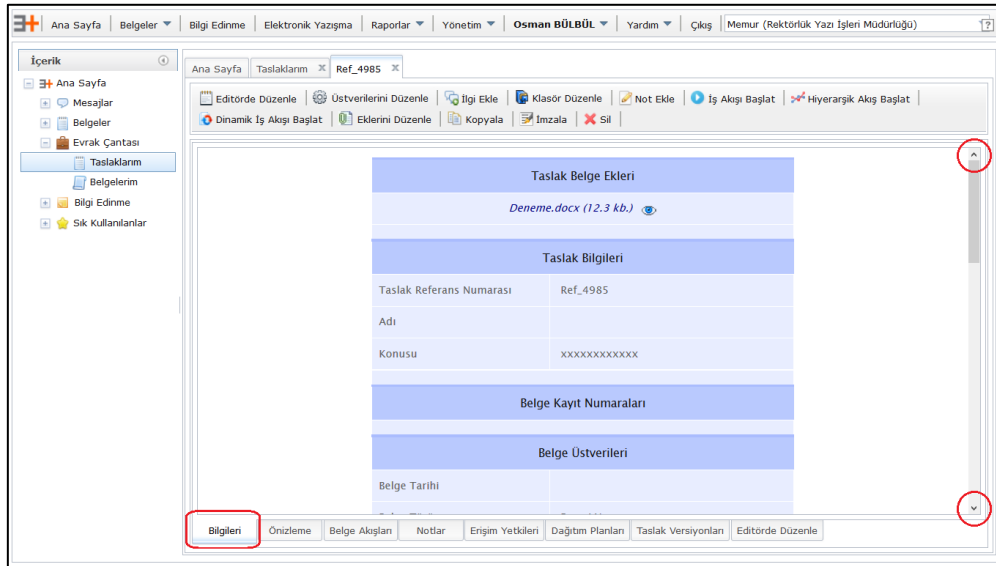 Ana Sayfa Belgeler Bilgi Edinme Elektronik Yazışma Raporlar Yönetim Osman BÜLBÜL Yardım Çıkış Memur (Rektörlük Yazı İşleri Müdürlüğü)
İçerik
Ana Sayfa
Mesajlar
Belgeler
Evrak Çantası
Taslaklarım
Belgelerim
Bilgi Edinme
Sık Kullanılanlar
Ana Sayfa Taslaklarım Ref_4985
Editörde Düzenle Üstverilerini Düzenle İlgi Ekle Klasör Düzenle Not Ekle İş Akışı Başlat Hiyerarşik Akış Başlat
Dinamik İş Akışı Başlat Eklerini Düzenle Kopyala İmzala Sil
Taslak Belge Ekleri
Deneme.docx (12.3 kb.)
Taslak Bilgileri
Taslak Referans Numarası Ref_4985
Adı
Konusu xxxxxxxxxxxx
Belge Kayıt Numaraları
Belge Üstverileri
Belge Tarihi
Bilgileri Önizleme Belge Akışları Notlar Erişim Yetkileri Dağıtım Planları Taslak Versiyonları Editörde Düzenle